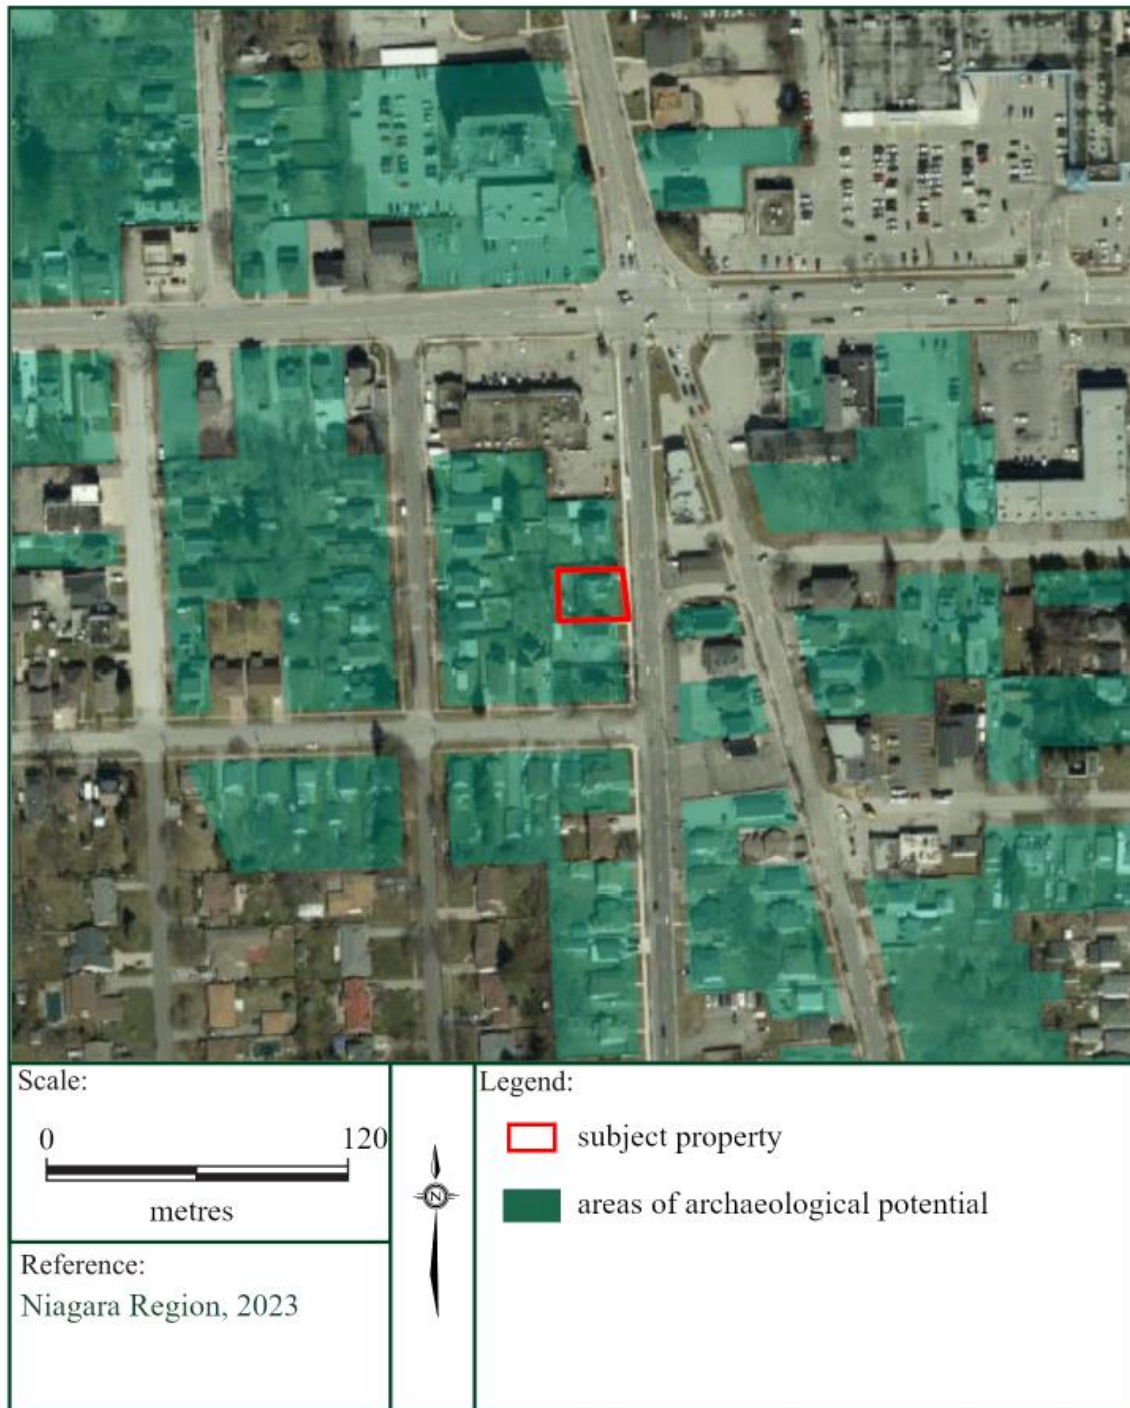 Scale:
0 120
metres
Reference:
Niagara Region, 2023
N
Legend:
subject property
areas of archaeological potential